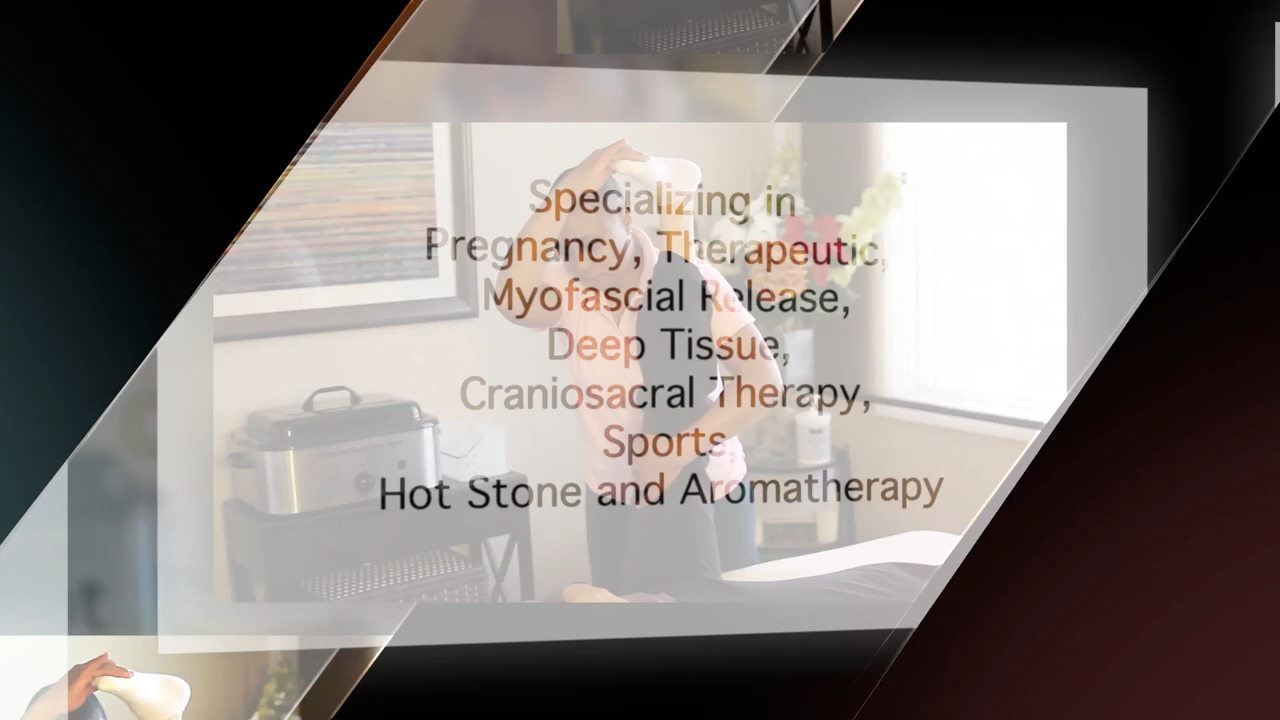 Specializing in
Pregnancy, Therapeutic,
Myofascial Release,
Deep Tissue,
Craniosacral Therapy,
Sports
Hot Stone and Aromatherapy